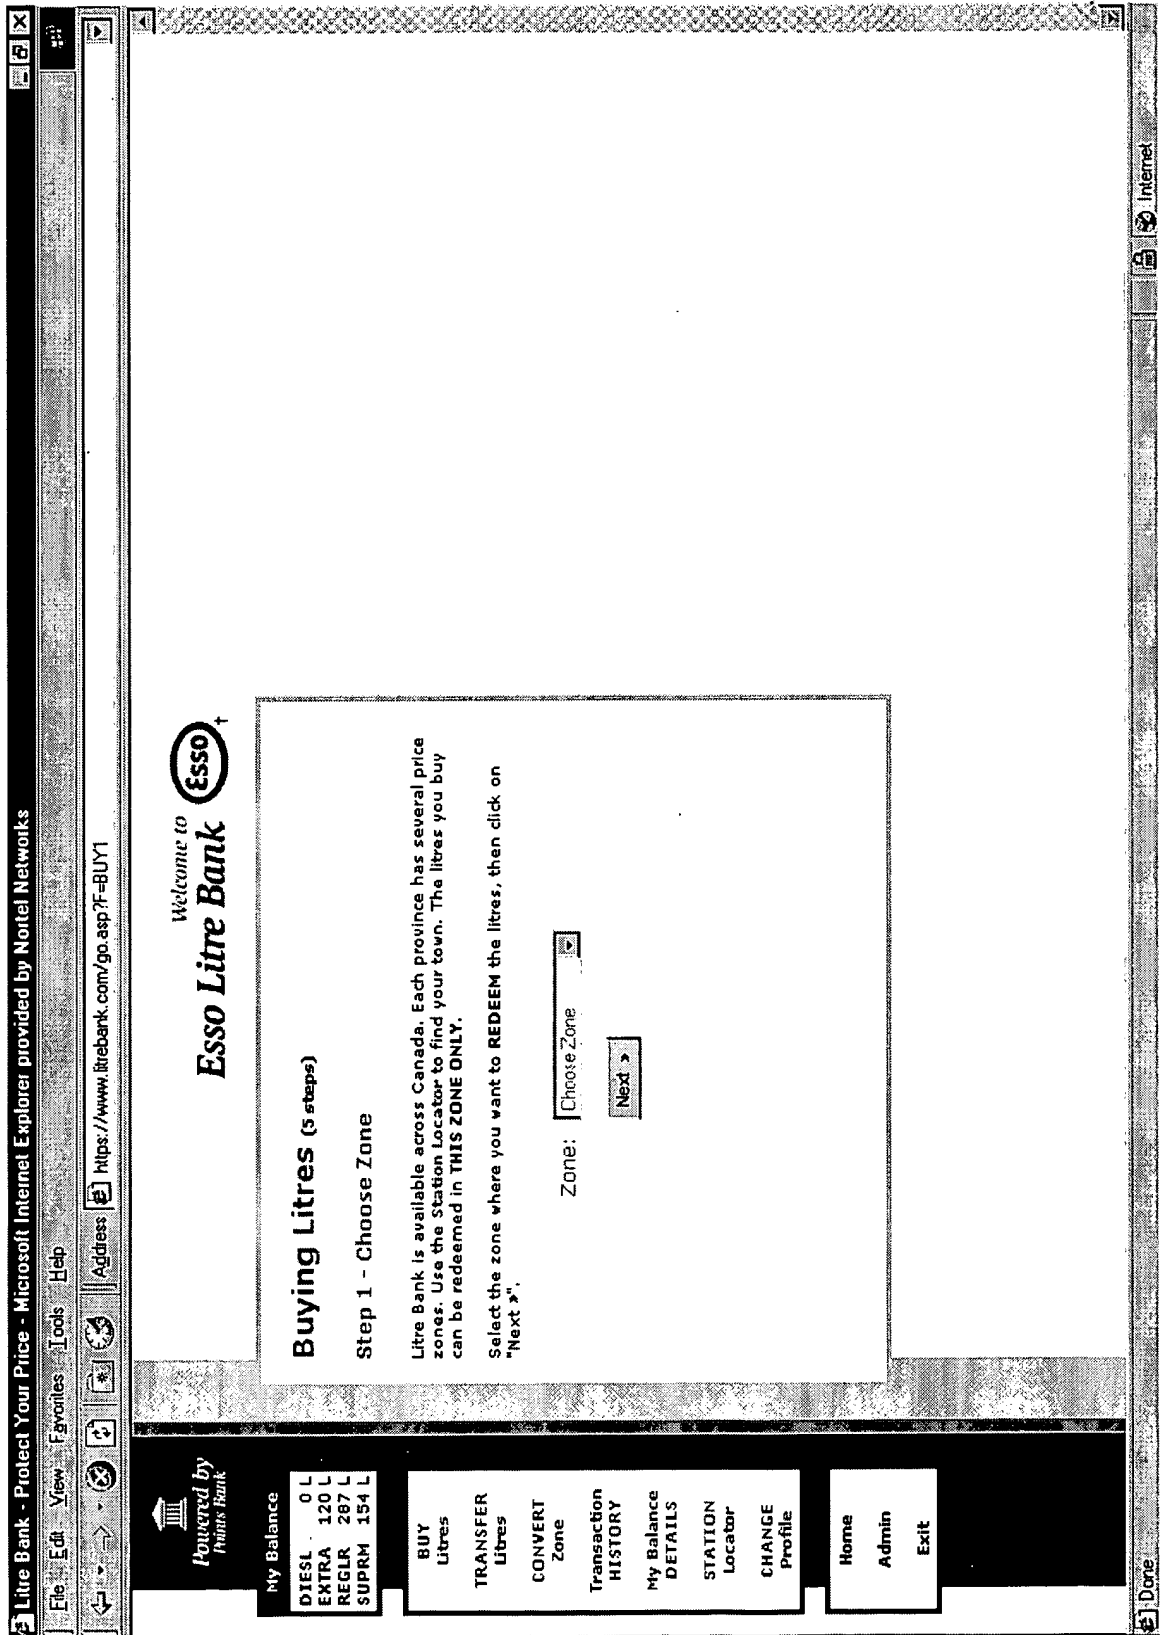 Litre Bank - Protect Your Price - Microsoft Internet Explorer provided by Nortel Networks
File Edit View Favorites Tools Help
Address https://www.litrebank.com/go.asp?F=BUY1
Powered by
Welcome to
Esso Litre Bank Esso †
My Balance
DIESL 0 L
EXTRA 120 L
REGLR 287 L
SUPRM 154 L
BUY
Litres
TRANSFER
Litres
CONVERT
Zone
Transaction
HISTORY
My Balance
DETAILS
STATION
Locator
CHANGE
Profile
Home
Admin
Exit
Buying Litres (5 steps)
Step 1 - Choose Zone
Litre Bank is available across Canada. Each province has several price
zones. Use the Station Locator to find your town. The litres you buy
can be redeemed in THIS ZONE ONLY.
Select the zone where you want to REDEEM the litres, then click on
"Next »".
Zone: Choose Zone
Next »
Done
Internet